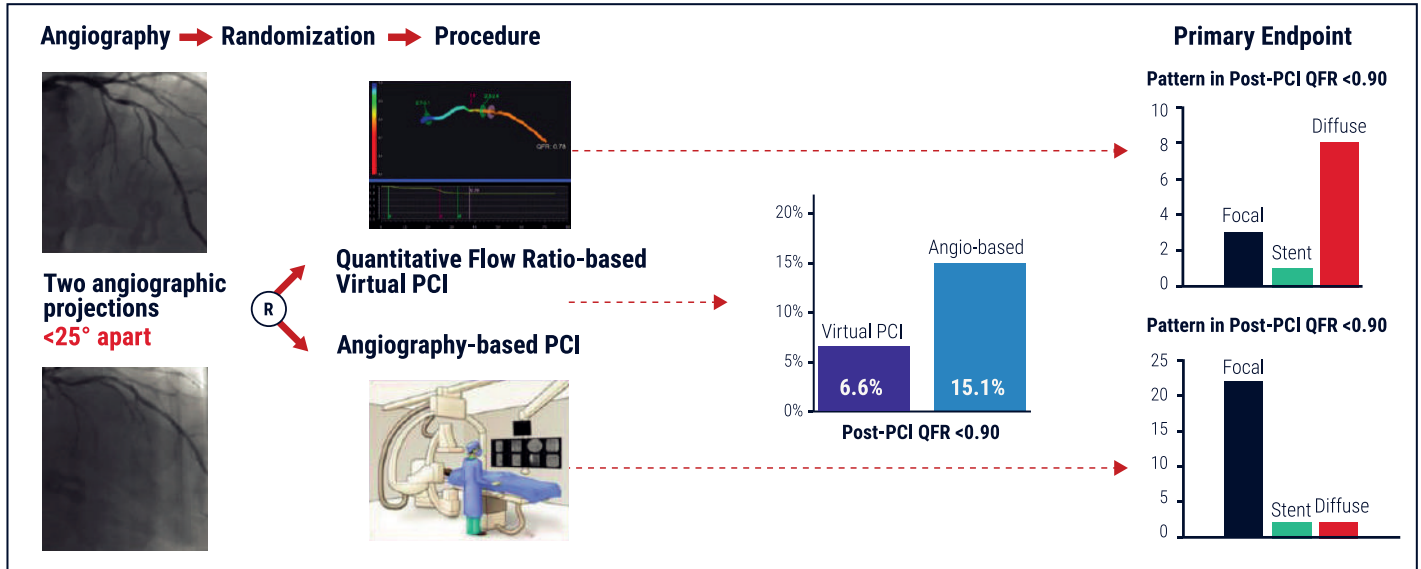 Angiography → Randomization → Procedure
Two angiographic
projections
<25° apart
R
QFR: 0.78
Quantitative Flow Ratio-based
Virtual PCI
Angiography-based PCI
20%
15%
10%
5%
0%
Virtual PCI
Angio-based
6.6%
15.1%
Post-PCI QFR <0.90
Primary Endpoint
Pattern in Post-PCI QFR <0.90
10
8
6
4
2
0
Focal
Stent
Diffuse
Pattern in Post-PCI QFR <0.90
25
20
15
10
5
0
Focal
Stent
Diffuse